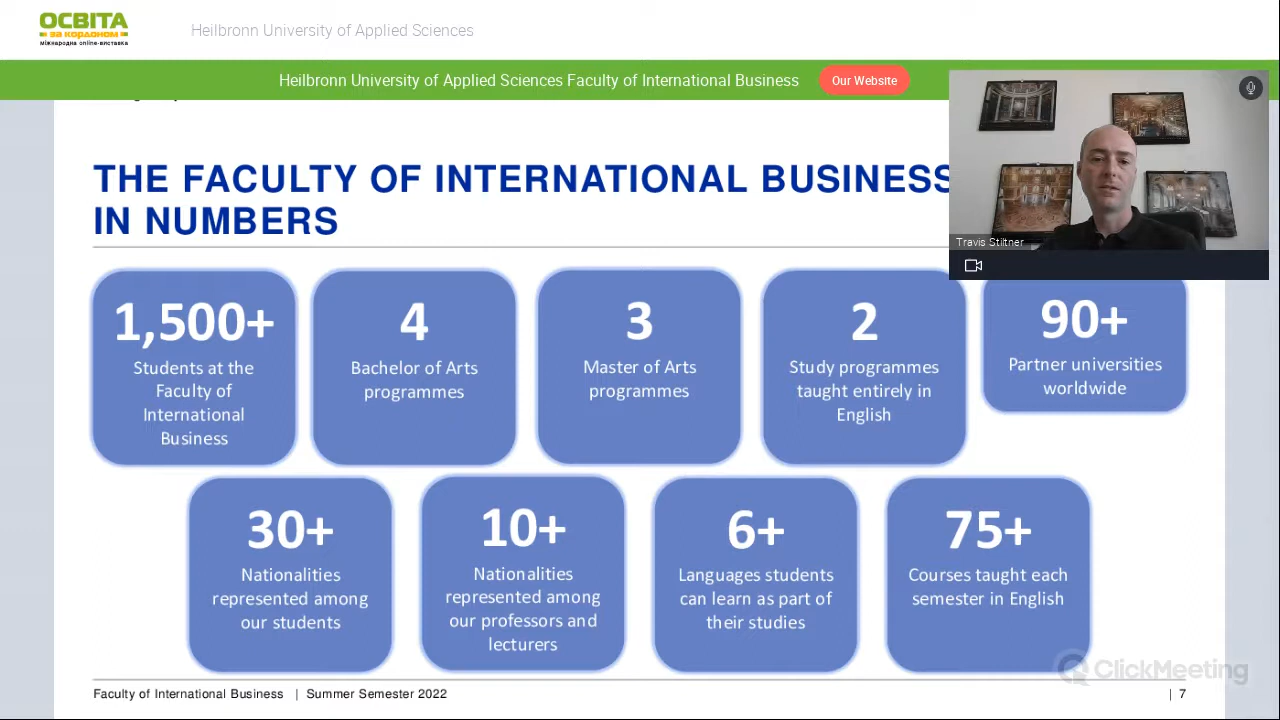 ОСВІТА
за кордоном
міжнародна online-виставка
Heilbronn University of Applied Sciences
Heilbronn University of Applied Sciences Faculty of International Business
Our Website
THE FACULTY OF INTERNATIONAL BUSINESS
IN NUMBERS
Travis Stiltner
1,500+
Students at the
Faculty of
International
Business
4
Bachelor of Arts
programmes
3
Master of Arts
programmes
2
Study programmes
taught entirely in
English
90+
Partner universities
worldwide
30+
Nationalities
represented among
our students
10+
Nationalities
represented among
our professors and
lecturers
6+
Languages students
can learn as part of
their studies
75+
Courses taught each
semester in English
ClickMeeting
Faculty of International Business | Summer Semester 2022
| 7